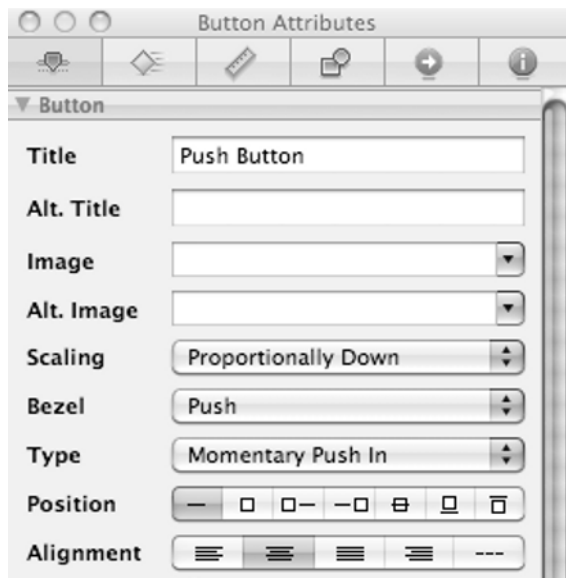 Button Attributes
Button
Title Push Button
Alt. Title
Image
Alt. Image
Scaling Proportionally Down
Bezel Push
Type Momentary Push In
Position
Alignment